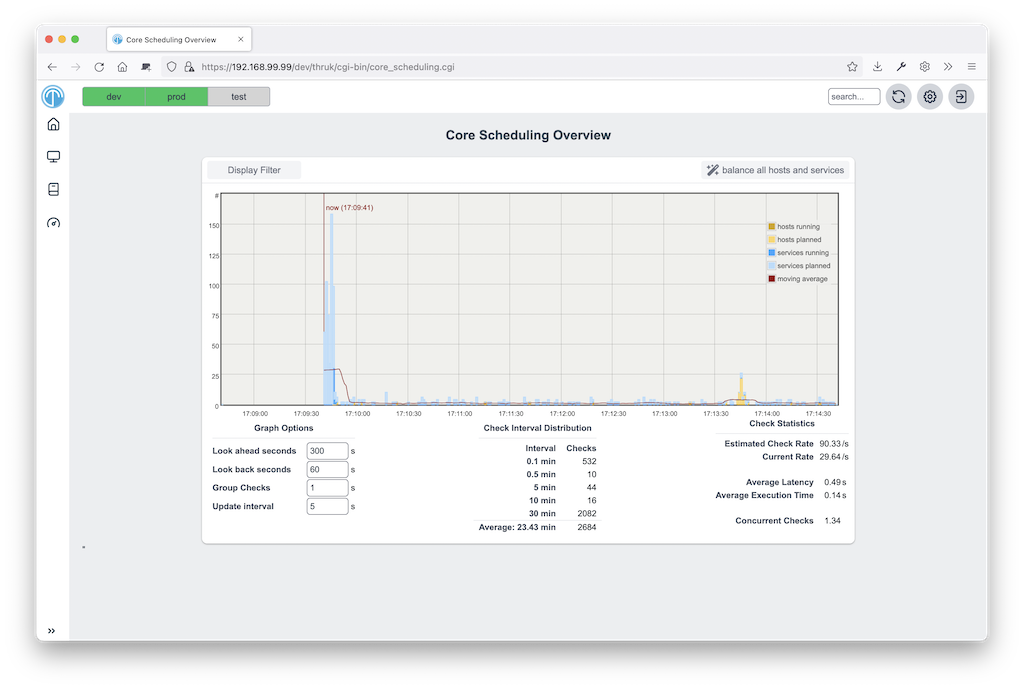 Core Scheduling Overview
https://192.168.99.99/dev/thruk/cgi-bin/core_scheduling.cgi
dev prod test
search...
Core Scheduling Overview
Display Filter
balance all hosts and services
#
now (17:09:41)
150
125
100
75
50
25
0
hosts running
hosts planned
services running
services planned
moving average
17:09:00 17:09:30 17:10:00 17:10:30 17:11:00 17:11:30 17:12:00 17:12:30 17:13:00 17:13:30 17:14:00 17:14:30
Graph Options
Look ahead seconds 300 s
Look back seconds 60 s
Group Checks 1 s
Update interval 5 s
Check Interval Distribution
Interval Checks
0.1 min 532
0.5 min 10
5 min 44
10 min 16
30 min 2082
Average: 23.43 min 2684
Check Statistics
Estimated Check Rate 90.33 /s
Current Rate 29.64 /s
Average Latency 0.49 s
Average Execution Time 0.14 s
Concurrent Checks 1.34